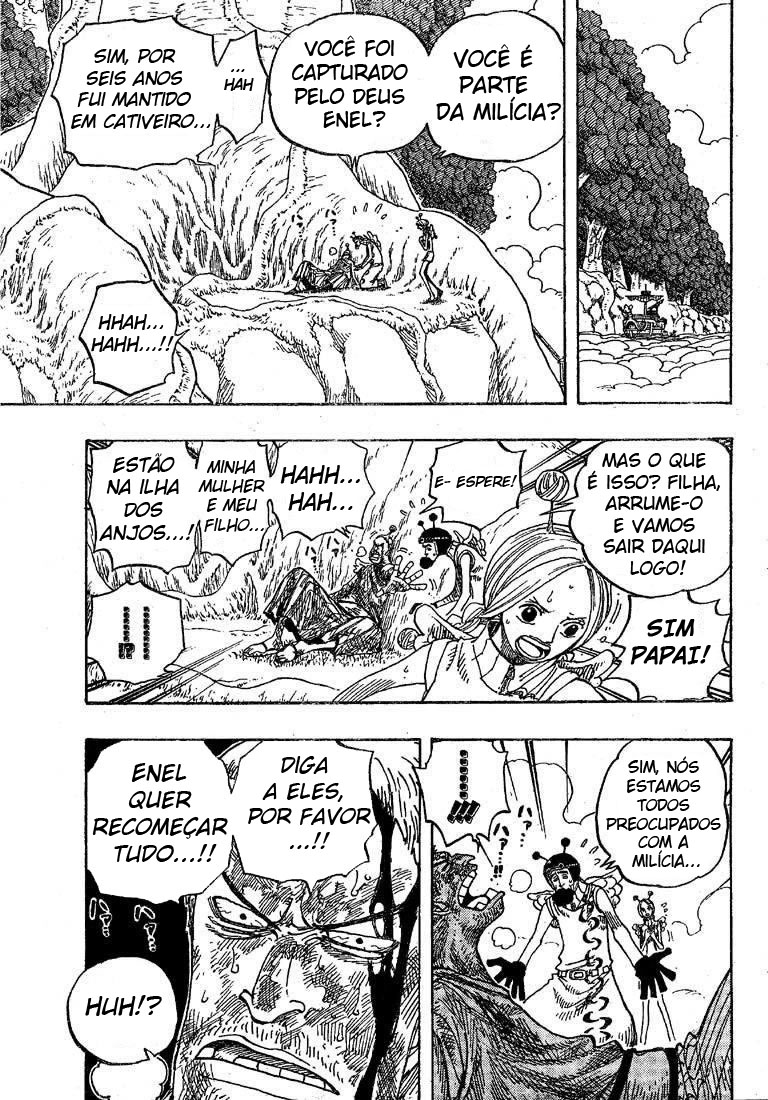 VOCÊ É
PARTE
DA MILÍCIA?
VOCÊ FOI
CAPTURADO
PELO DEUS
ENEL?
...
HAH
SIM, POR
SEIS ANOS
FUI MANTIDO
EM CATIVEIRO...
HHAH...
HAHH...!!
MAS O QUE
É ISSO? FILHA,
ARRUME-O
E VAMOS
SAIR DAQUI
LOGO!
SIM
PAPAI!
E- ESPERE!
HAHH...
HAH...
MINHA
MULHER
E MEU
FILHO...
ESTÃO
NA ILHA
DOS
ANJOS...!
!?
SIM, NÓS
ESTAMOS
TODOS
PREOCUPADOS
COM A
MILÍCIA...
!!!
DIGA
A ELES,
POR FAVOR
...!!
ENEL
QUER
RECOMEÇAR
TUDO...!!
HUH!?